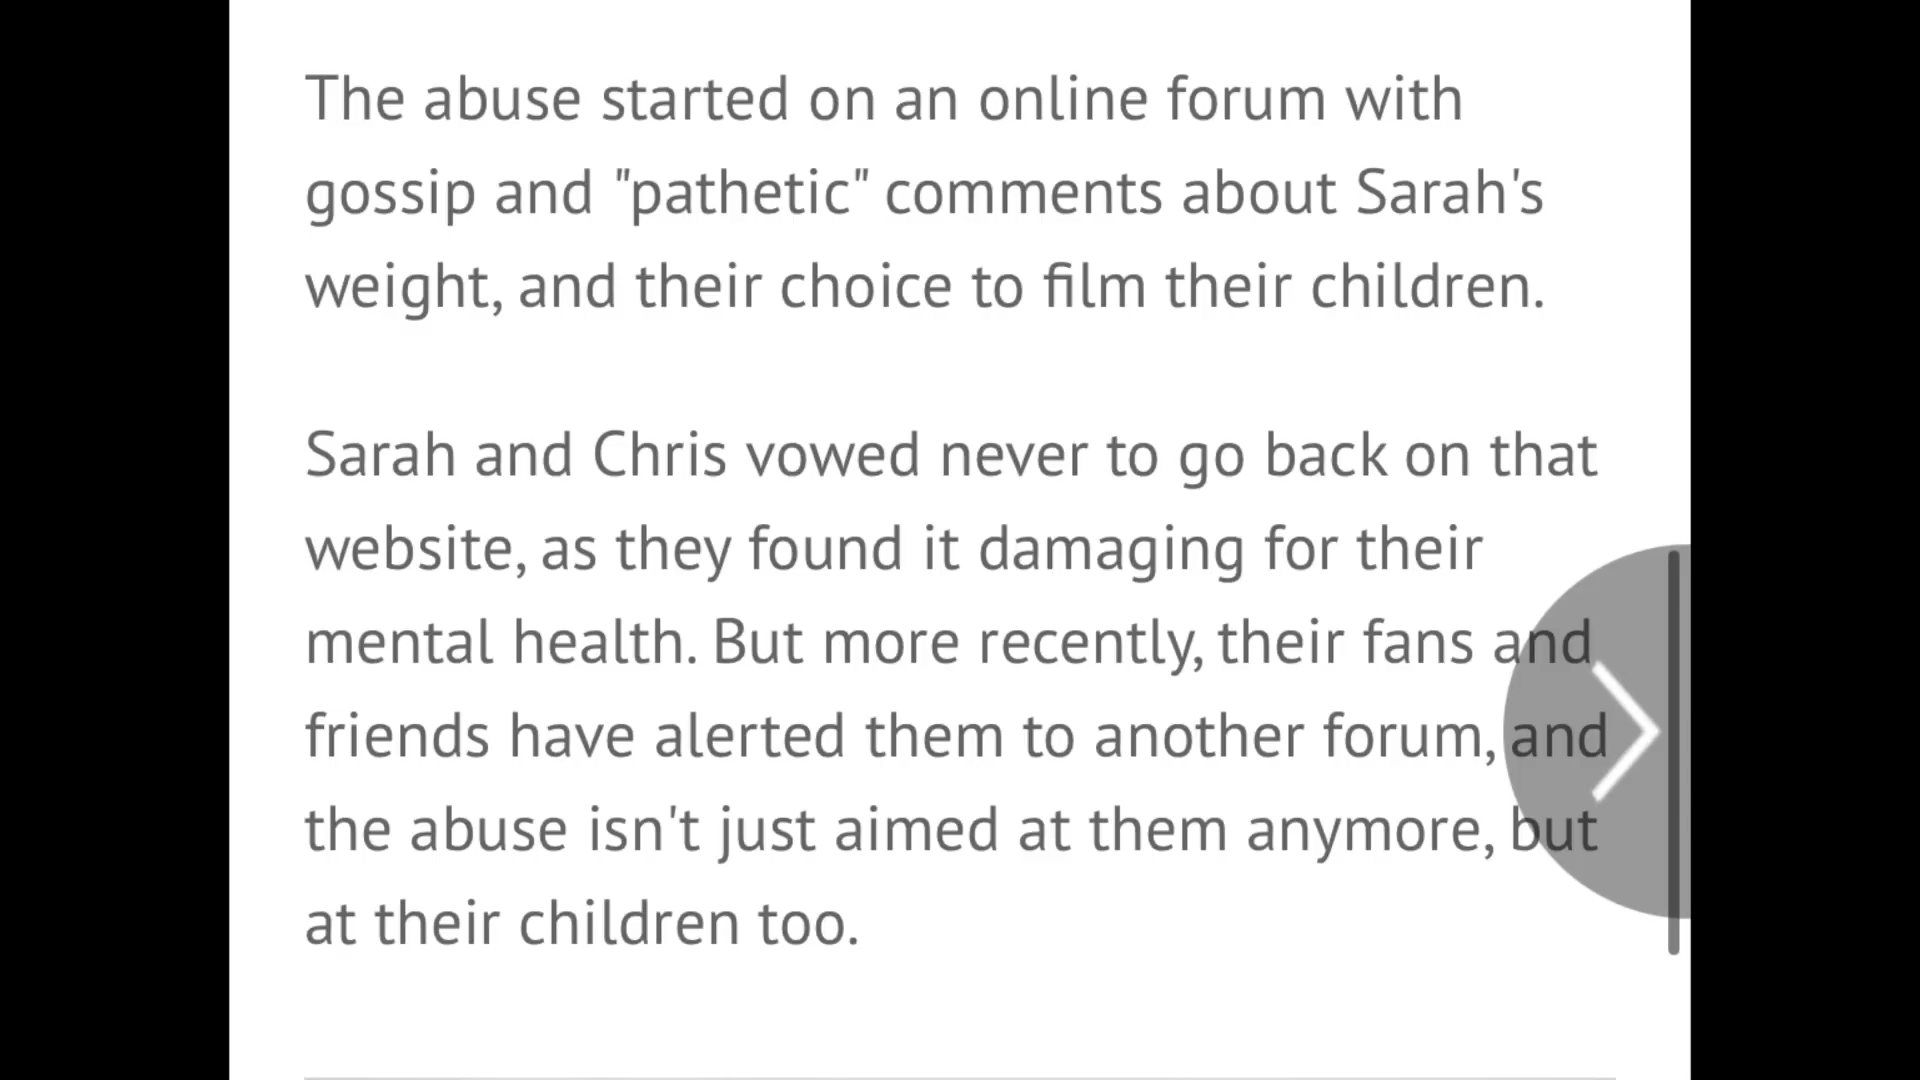 The abuse started on an online forum with
gossip and "pathetic" comments about Sarah's
weight, and their choice to film their children.
Sarah and Chris vowed never to go back on that
website, as they found it damaging for their
mental health. But more recently, their fans and
friends have alerted them to another forum, and
the abuse isn't just aimed at them anymore, but
at their children too.